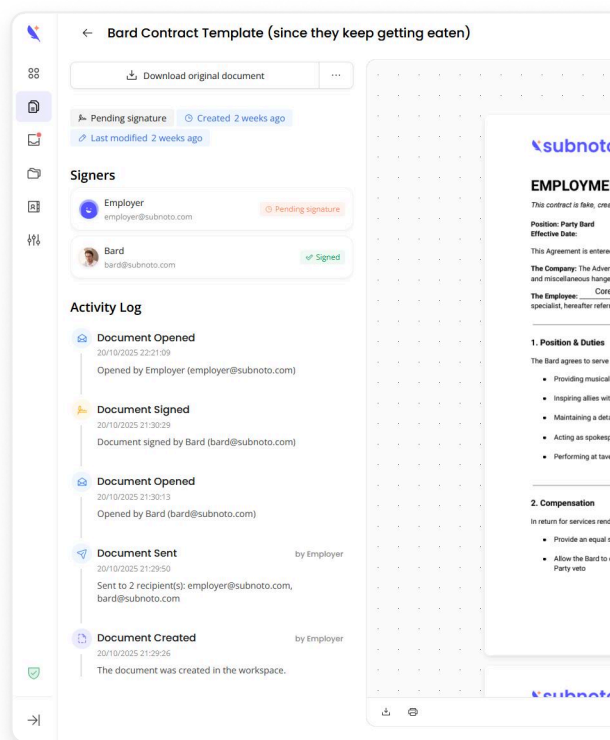 ← Bard Contract Template (since they keep getting eaten)
Download original document
...
Pending signature
Created 2 weeks ago
Last modified 2 weeks ago
Signers
Employer
employer@subnoto.com
Pending signature
Bard
bard@subnoto.com
Signed
Activity Log
Document Opened
20/10/2025 22:21:09
Opened by Employer (employer@subnoto.com)
Document Signed
20/10/2025 21:30:29
Document signed by Bard (bard@subnoto.com)
Document Opened
20/10/2025 21:30:13
Opened by Bard (bard@subnoto.com)
Document Sent by Employer
20/10/2025 21:29:50
Sent to 2 recipient(s): employer@subnoto.com,
bard@subnoto.com
Document Created by Employer
20/10/2025 21:29:26
The document was created in the workspace.
subnoto
EMPLOYME
This contract is fake, crea
Position: Party Bard
Effective Date:
This Agreement is entere
The Company: The Adver
and miscellaneous hange
The Employee: Core
specialist, hereafter refer
1. Position & Duties
The Bard agrees to serve
• Providing musical
• Inspiring allies wit
• Maintaining a deta
• Acting as spokesp
• Performing at tave
2. Compensation
In return for services rend
• Provide an equal s
• Allow the Bard to
Party veto
subnoto